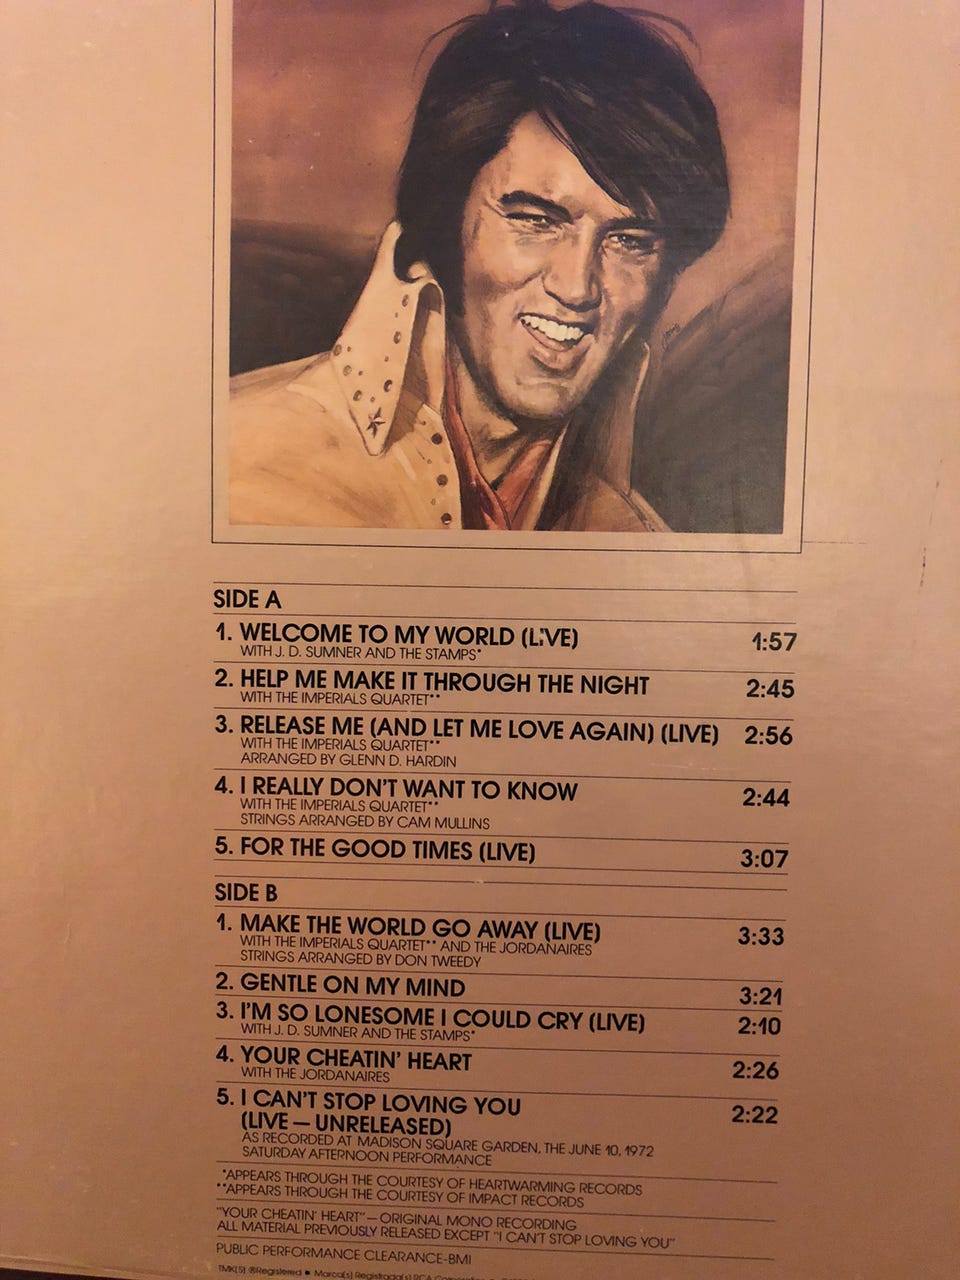 SIDE A
1. WELCOME TO MY WORLD (LIVE) 1:57
WITH J. D. SUMNER AND THE STAMPS*
2. HELP ME MAKE IT THROUGH THE NIGHT 2:45
WITH THE IMPERIALS QUARTET**
3. RELEASE ME (AND LET ME LOVE AGAIN) (LIVE) 2:56
WITH THE IMPERIALS QUARTET**
ARRANGED BY GLENN D. HARDIN
4. I REALLY DON'T WANT TO KNOW 2:44
WITH THE IMPERIALS QUARTET**
STRINGS ARRANGED BY CAM MULLINS
5. FOR THE GOOD TIMES (LIVE) 3:07
SIDE B
1. MAKE THE WORLD GO AWAY (LIVE) 3:33
WITH THE IMPERIALS QUARTET** AND THE JORDANAIRES
STRINGS ARRANGED BY DON TWEEDY
2. GENTLE ON MY MIND 3:21
3. I'M SO LONESOME I COULD CRY (LIVE) 2:10
WITH J. D. SUMNER AND THE STAMPS*
4. YOUR CHEATIN' HEART 2:26
WITH THE JORDANAIRES
5. I CAN'T STOP LOVING YOU 2:22
(LIVE — UNRELEASED)
AS RECORDED AT MADISON SQUARE GARDEN, THE JUNE 10, 1972
SATURDAY AFTERNOON PERFORMANCE
*APPEARS THROUGH THE COURTESY OF HEARTWARMING RECORDS
**APPEARS THROUGH THE COURTESY OF IMPACT RECORDS
"YOUR CHEATIN' HEART" — ORIGINAL MONO RECORDING
ALL MATERIAL PREVIOUSLY RELEASED EXCEPT "I CAN'T STOP LOVING YOU"
PUBLIC PERFORMANCE CLEARANCE-BMI
TMK(S) ®Registered • Marca(s) Registrada(s) RCA Corporation